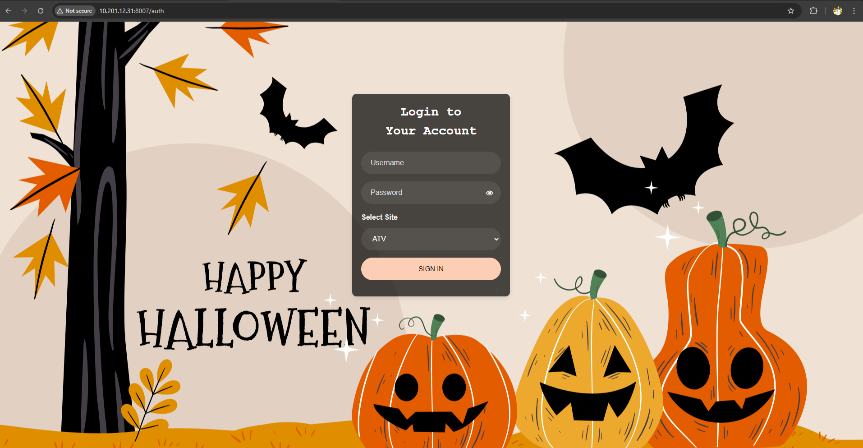 Not secure
10.201.12.31:8007/auth
Login to
Your Account
Username
Password
Select Site
ATV
SIGN IN
HAPPY
HALLOWEEN